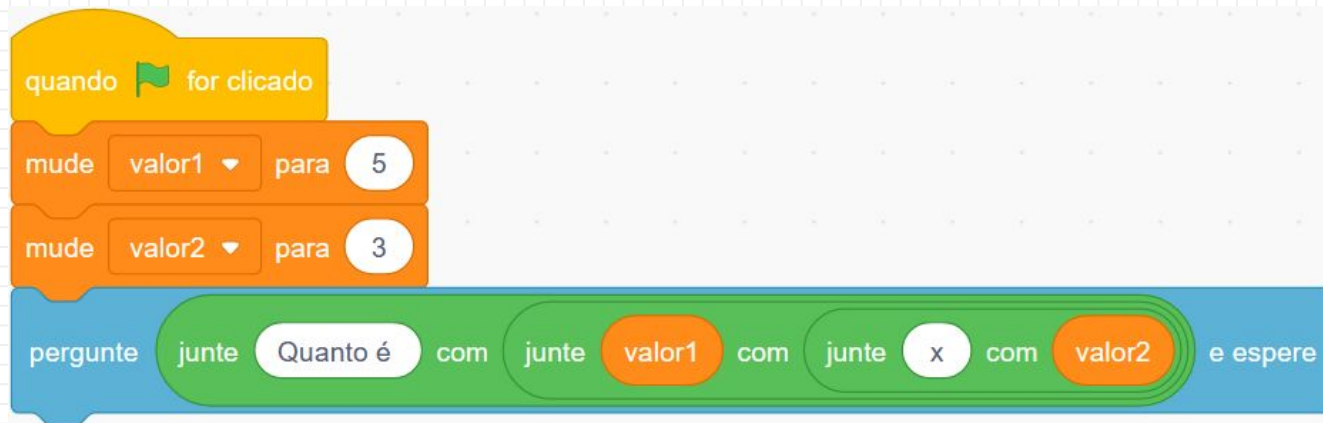 quando for clicado
mude valor1 para 5
mude valor2 para 3
pergunte junte Quanto é com junte valor1 com junte x com valor2 e espere